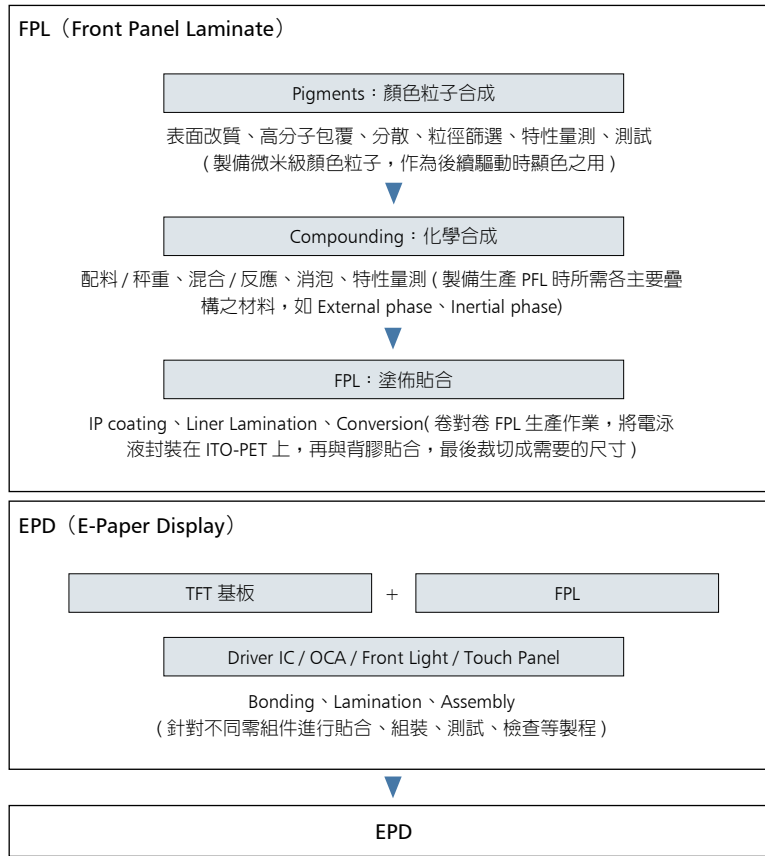 FPL（Front Panel Laminate）
Pigments：顏色粒子合成
表面改質、高分子包覆、分散、粒徑篩選、特性量測、測試
( 製備微米級顏色粒子，作為後續驅動時顯色之用 )
Compounding：化學合成
配料 / 秤重、混合 / 反應、消泡、特性量測 ( 製備生產 PFL 時所需各主要疊
構之材料，如 External phase、Inertial phase)
FPL：塗佈貼合
IP coating、Liner Lamination、Conversion( 卷對卷 FPL 生產作業，將電泳
液封裝在 ITO-PET 上，再與背膠貼合，最後裁切成需要的尺寸 )
EPD（E-Paper Display）
TFT 基板 + FPL
Driver IC / OCA / Front Light / Touch Panel
Bonding、Lamination、Assembly
( 針對不同零組件進行貼合、組裝、測試、檢查等製程 )
EPD